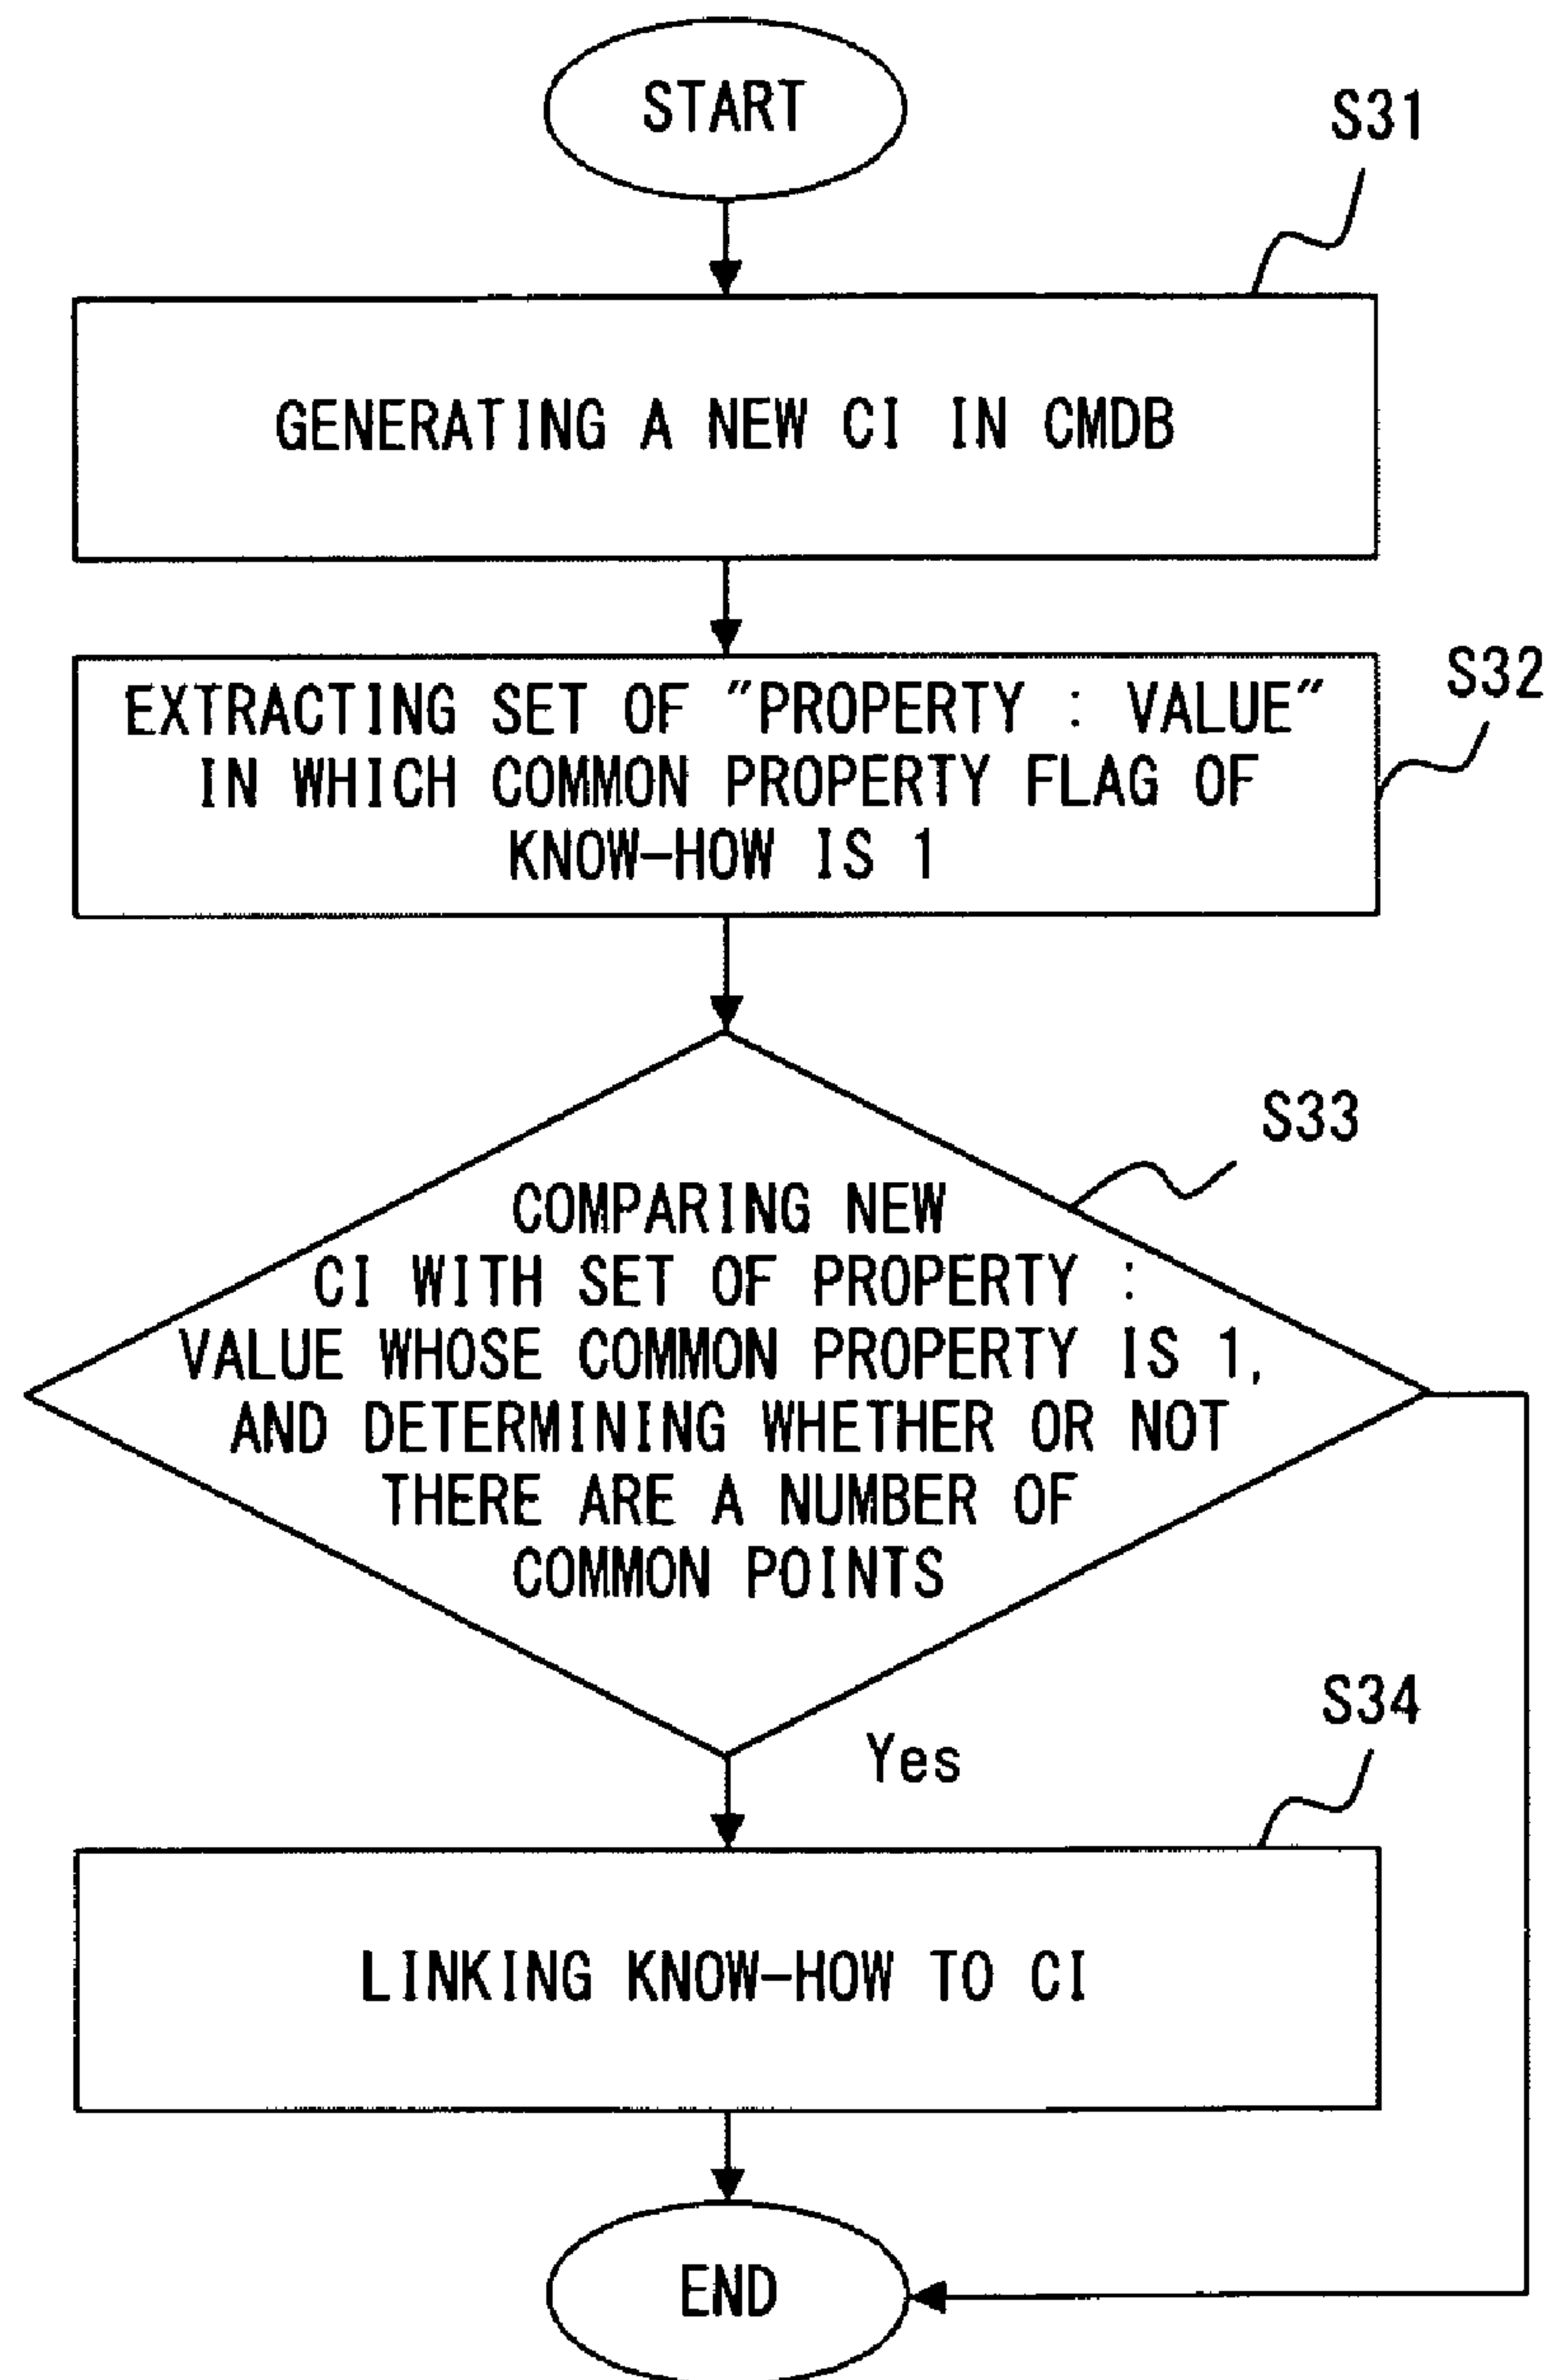 START
S31
GENERATING A NEW CI IN CMDB
S32
EXTRACTING SET OF "PROPERTY : VALUE"
IN WHICH COMMON PROPERTY FLAG OF
KNOW-HOW IS 1
S33
COMPARING NEW
CI WITH SET OF PROPERTY :
VALUE WHOSE COMMON PROPERTY IS 1,
AND DETERMINING WHETHER OR NOT
THERE ARE A NUMBER OF
COMMON POINTS
Yes
S34
LINKING KNOW-HOW TO CI
END